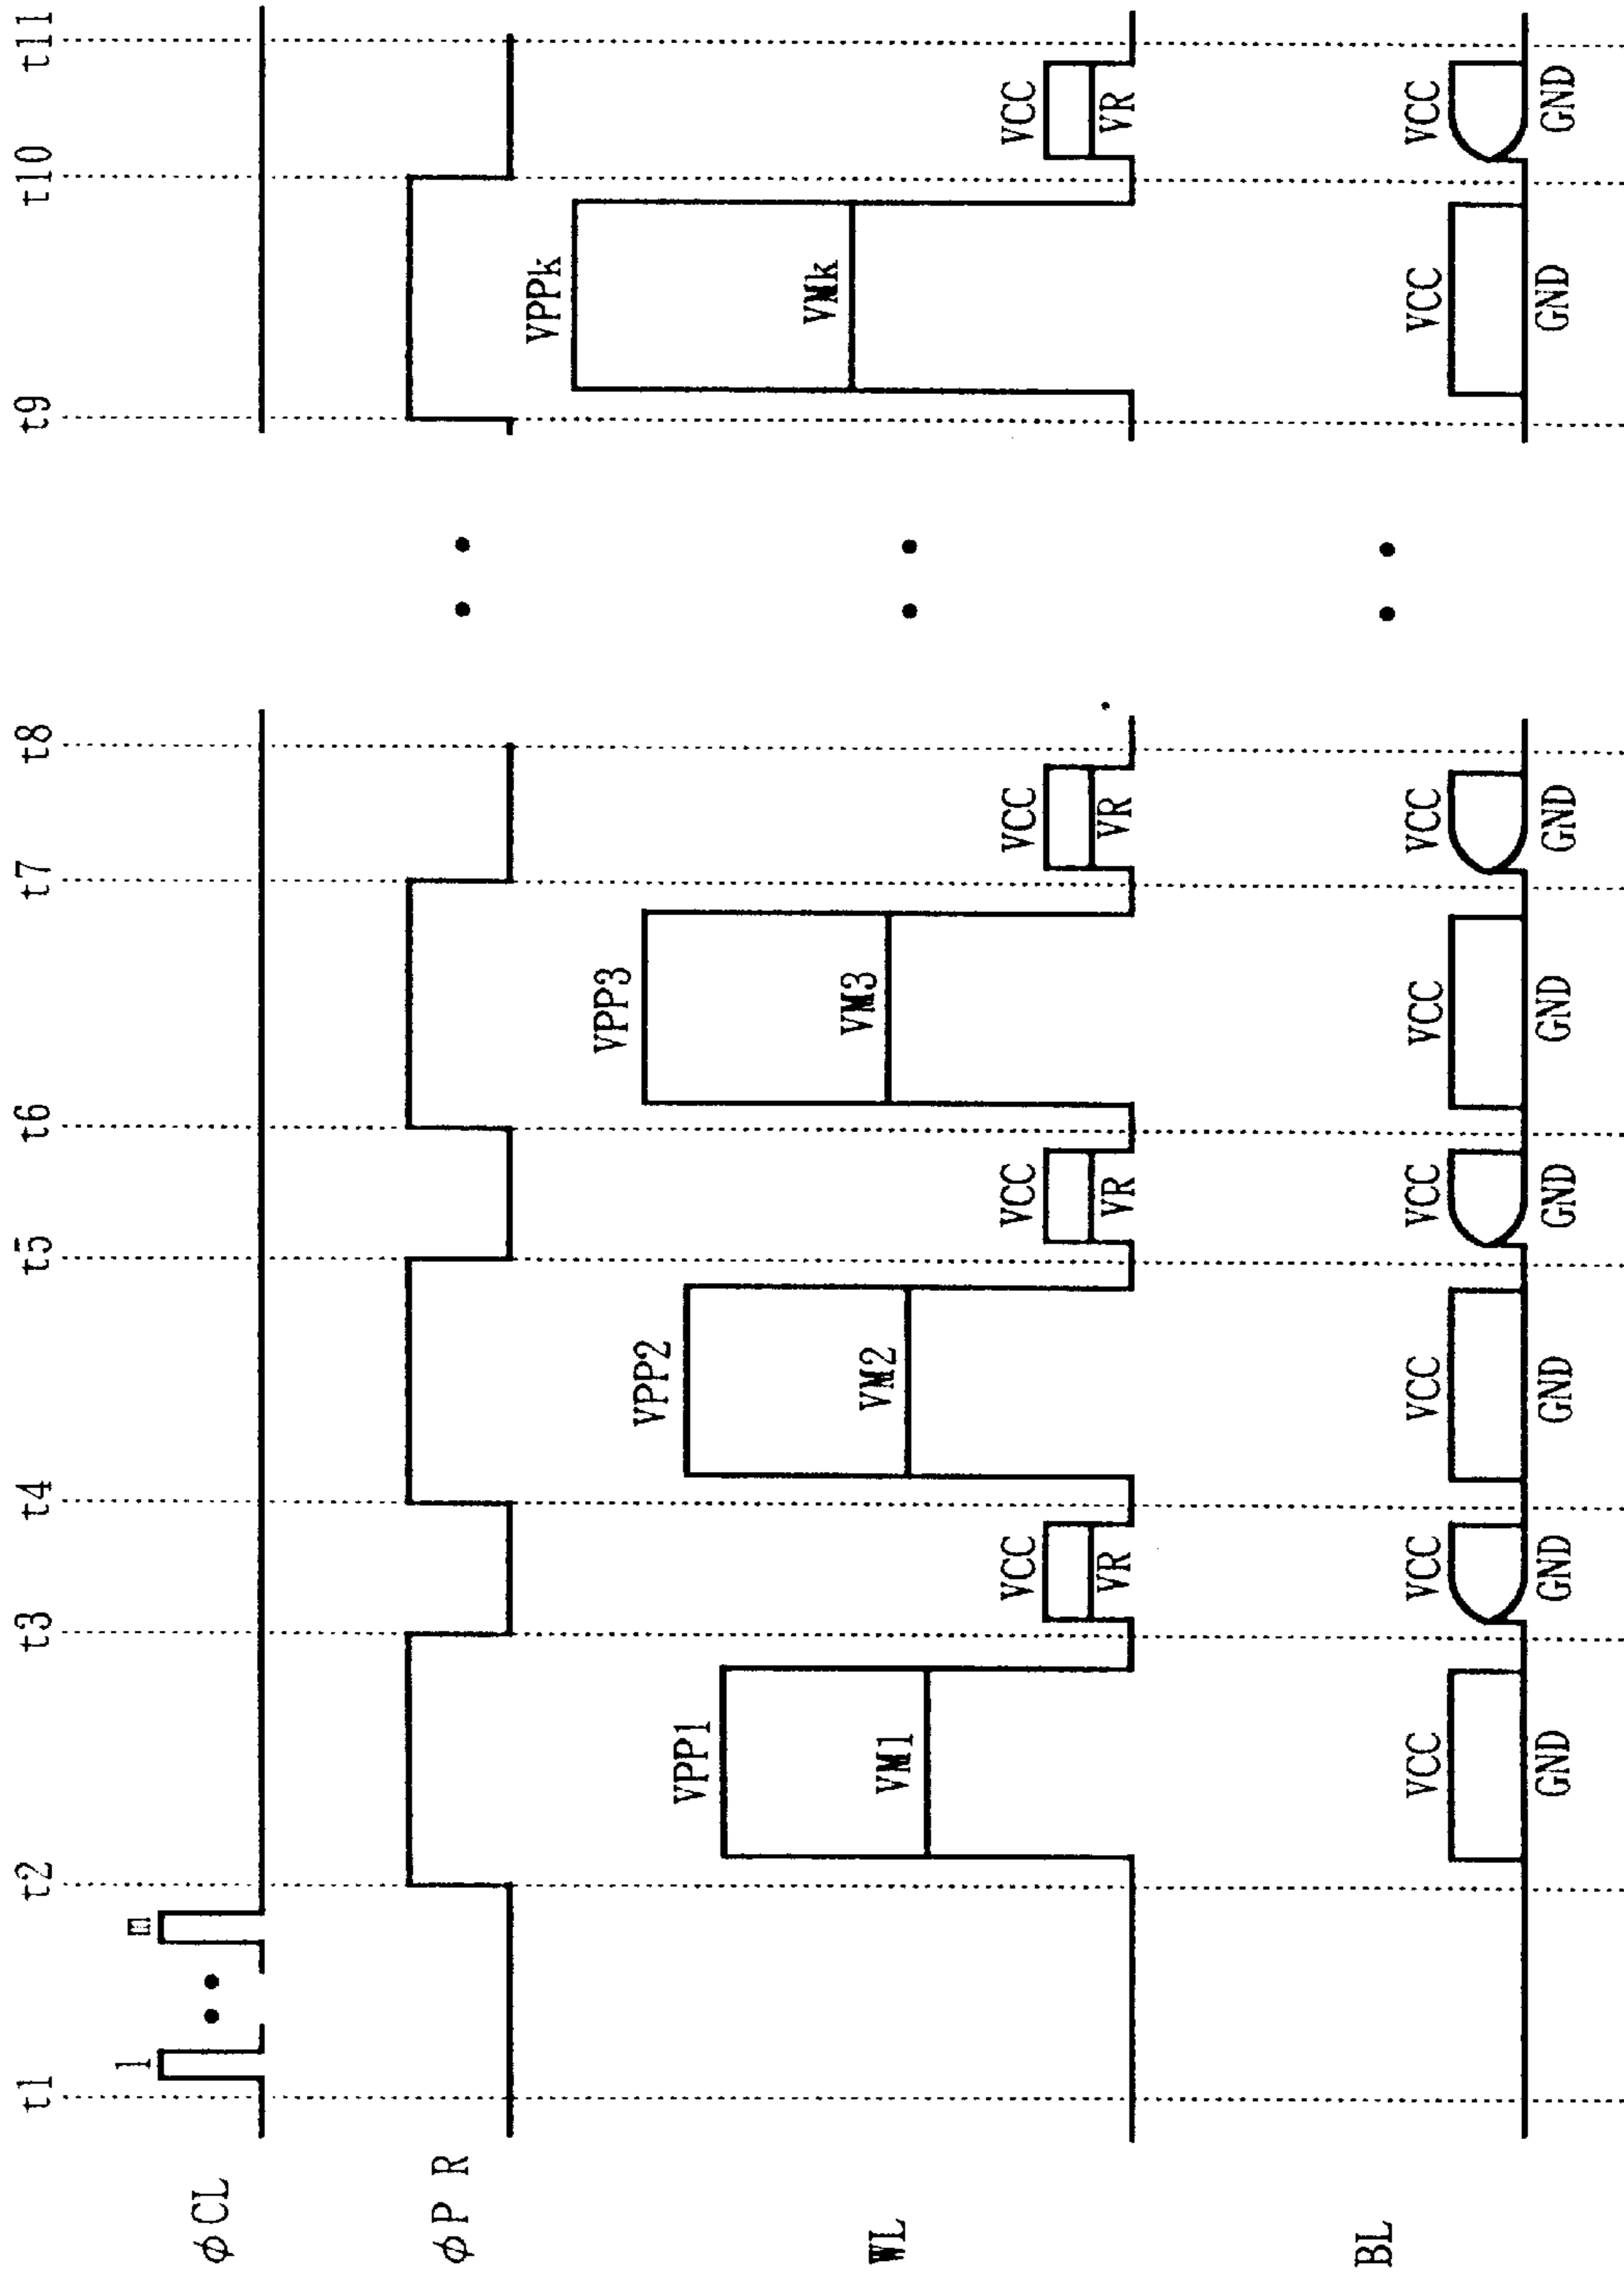 t1 t2 t3 t4 t5 t6 t7 t8 t9 t10 t11
φCL 1 m
φP R
WL
VPP1 VPP2 VPP3 VPPk
VM1 VM2 VM3 VMk
VCC VCC VCC VCC
VR VR VR VR
BL
VCC VCC VCC VCC VCC VCC VCC VCC
GND GND GND GND GND GND GND GND